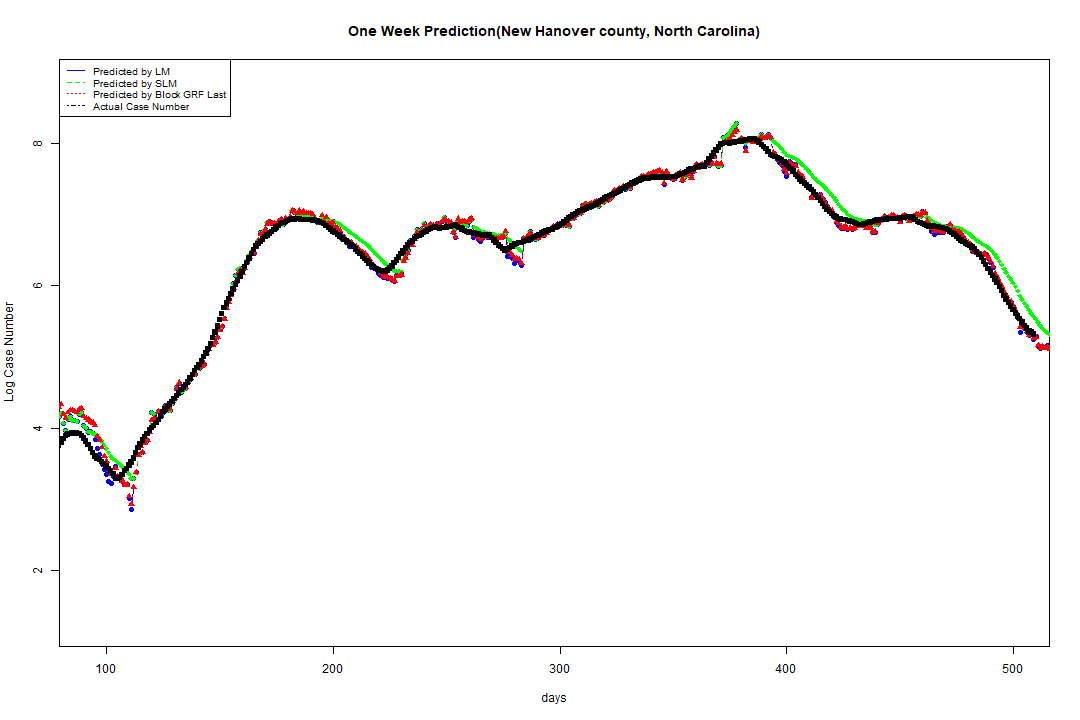 One Week Prediction(New Hanover county, North Carolina)
Predicted by LM
Predicted by SLM
Predicted by Block GRF Last
Actual Case Number
8
6
4
2
Log Case Number
100 200 300 400 500
days